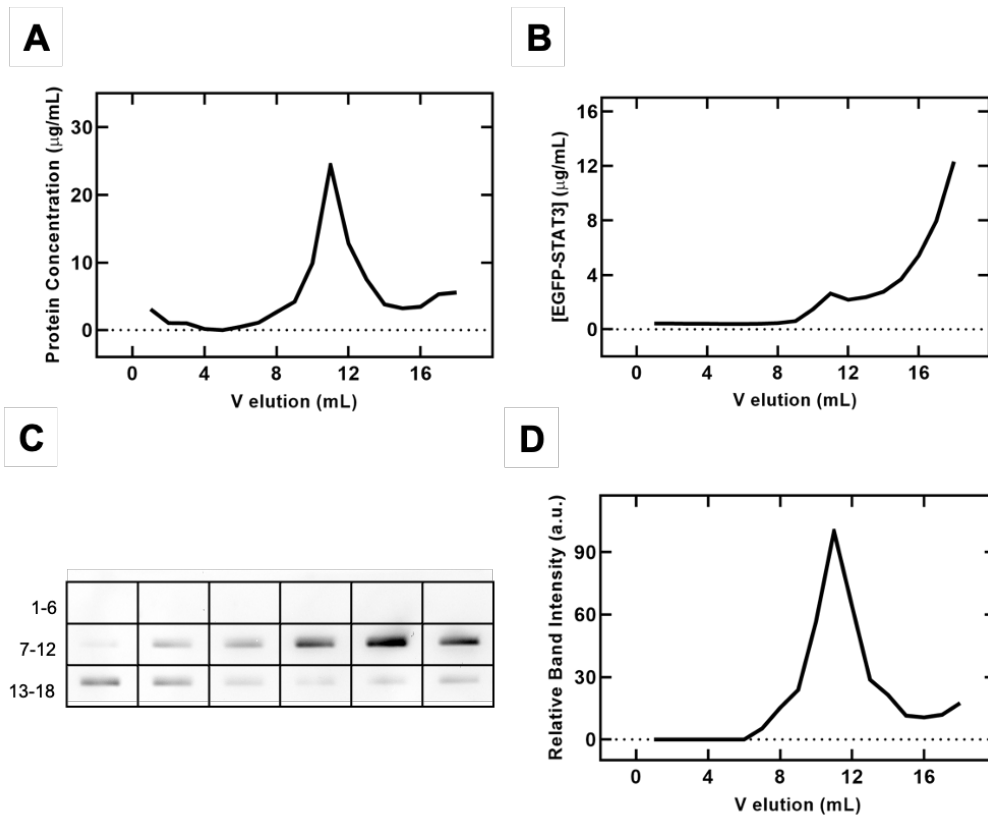 A
Protein Concentration (µg/mL)
30
20
10
0
0 4 8 12 16
V elution (mL)
B
[EGFP-STAT3] (µg/mL)
16
12
8
4
0
0 4 8 12 16
V elution (mL)
C
1-6
7-12
13-18
D
Relative Band Intensity (a.u.)
90
60
30
0
0 4 8 12 16
V elution (mL)